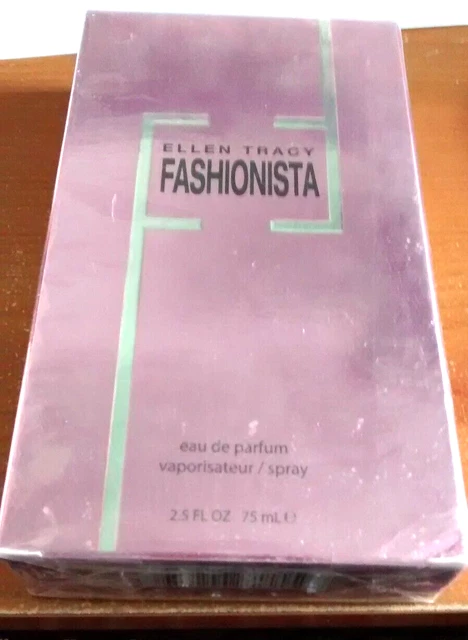 ELLEN TRACY
FASHIONISTA
eau de parfum
vaporisateur / spray
2.5 FL OZ 75 mL ℮